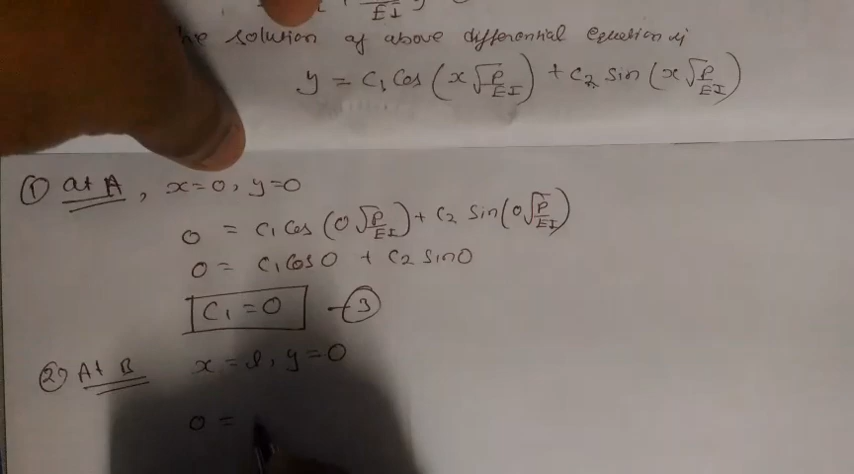 EI
solution of above differential equation is
y = C₁ Cos (x√P/EI) + C₂ Sin (x√P/EI)
① at A, x=0, y=0
0 = C₁ Cos (0√P/EI) + C₂ Sin (0√P/EI)
0 = C₁ Cos 0 + C₂ Sin 0
C₁ = 0 - ③
② At B x = l, y = 0
0 =